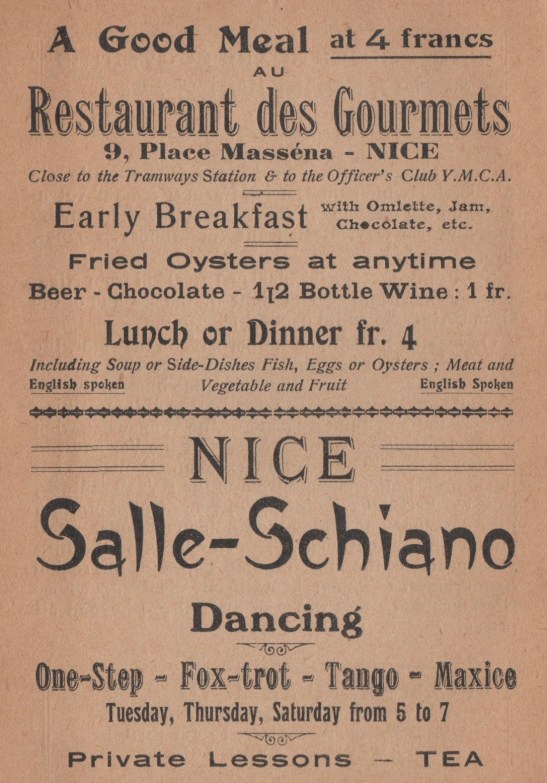 A Good Meal at 4 francs
AU
Restaurant des Gourmets
9, Place Masséna - NICE
Close to the Tramways Station & to the Officer's Club Y.M.C.A.
Early Breakfast with Omlette, Jam,
Chocolate, etc.
Fried Oysters at anytime
Beer - Chocolate - 1ɪ2 Bottle Wine : 1 fr.
Lunch or Dinner fr. 4
Including Soup or Side-Dishes Fish, Eggs or Oysters ; Meat and
English spoken Vegetable and Fruit English Spoken
NICE
Salle-Schiano
Dancing
One-Step - Fox-trot - Tango - Maxice
Tuesday, Thursday, Saturday from 5 to 7
Private Lessons — TEA